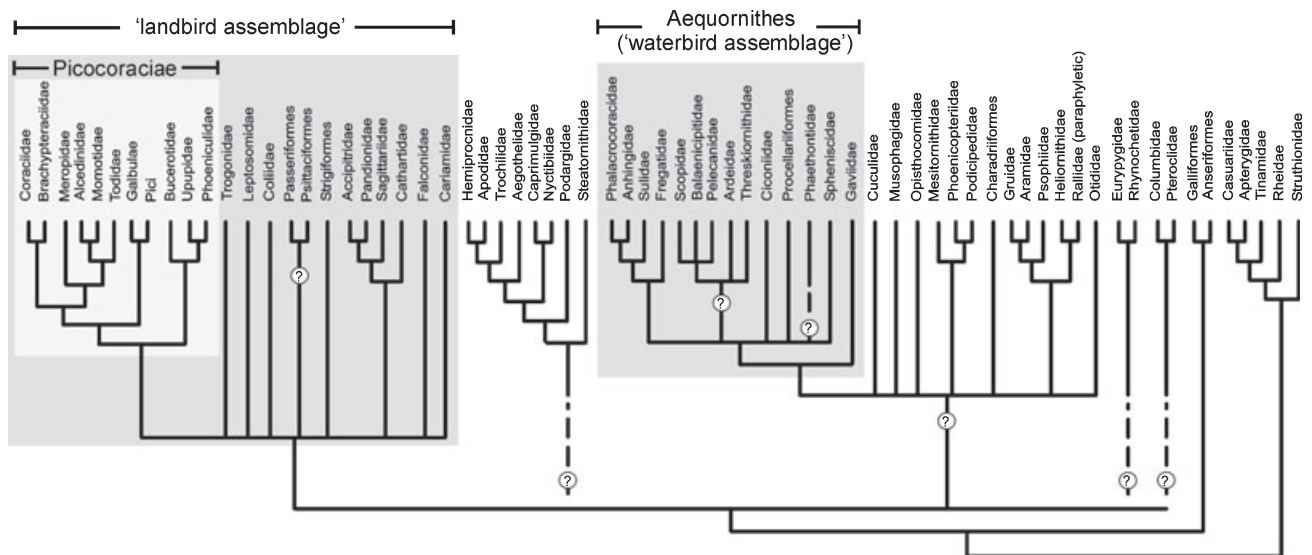 'landbird assemblage'
Aequornithes
('waterbird assemblage')
Picocoraciae
Coraciidae
Brachypteraciidae
Meropidae
Alcedinidae
Momotidae
Todidae
Galbulae
Pici
Bucerotidae
Upupidae
Phoeniculidae
Trogonidae
Leptosomidae
Coliidae
Passeriformes
Psittaciformes
Strigiformes
Accipitridae
Pandionidae
Sagittariidae
Cathartidae
Falconidae
Cariamidae
Hemiprocnidae
Apodidae
Trochilidae
Aegothelidae
Caprimulgidae
Nyctibiidae
Podargidae
Steatornithidae
Phalacrocoracidae
Anhingidae
Sulidae
Fregatidae
Scopidae
Balaenicipitidae
Pelecanidae
Ardeidae
Threskiornithidae
Ciconiidae
Procellariiformes
Phaethontidae
Spheniscidae
Gaviidae
Cuculidae
Musophagidae
Opisthocomidae
Mesitornithidae
Phoenicopteriidae
Podicipedidae
Charadriiformes
Gruidae
Aramidae
Psophiidae
Heliornithidae
Rallidae (paraphyletic)
Otididae
Eurypygidae
Rhynochetidae
Columbidae
Pteroclidae
Galliformes
Anseriformes
Casuariidae
Apterygidae
Tinamidae
Rheidae
Struthionidae
?
?
?
?
?
?
?
?